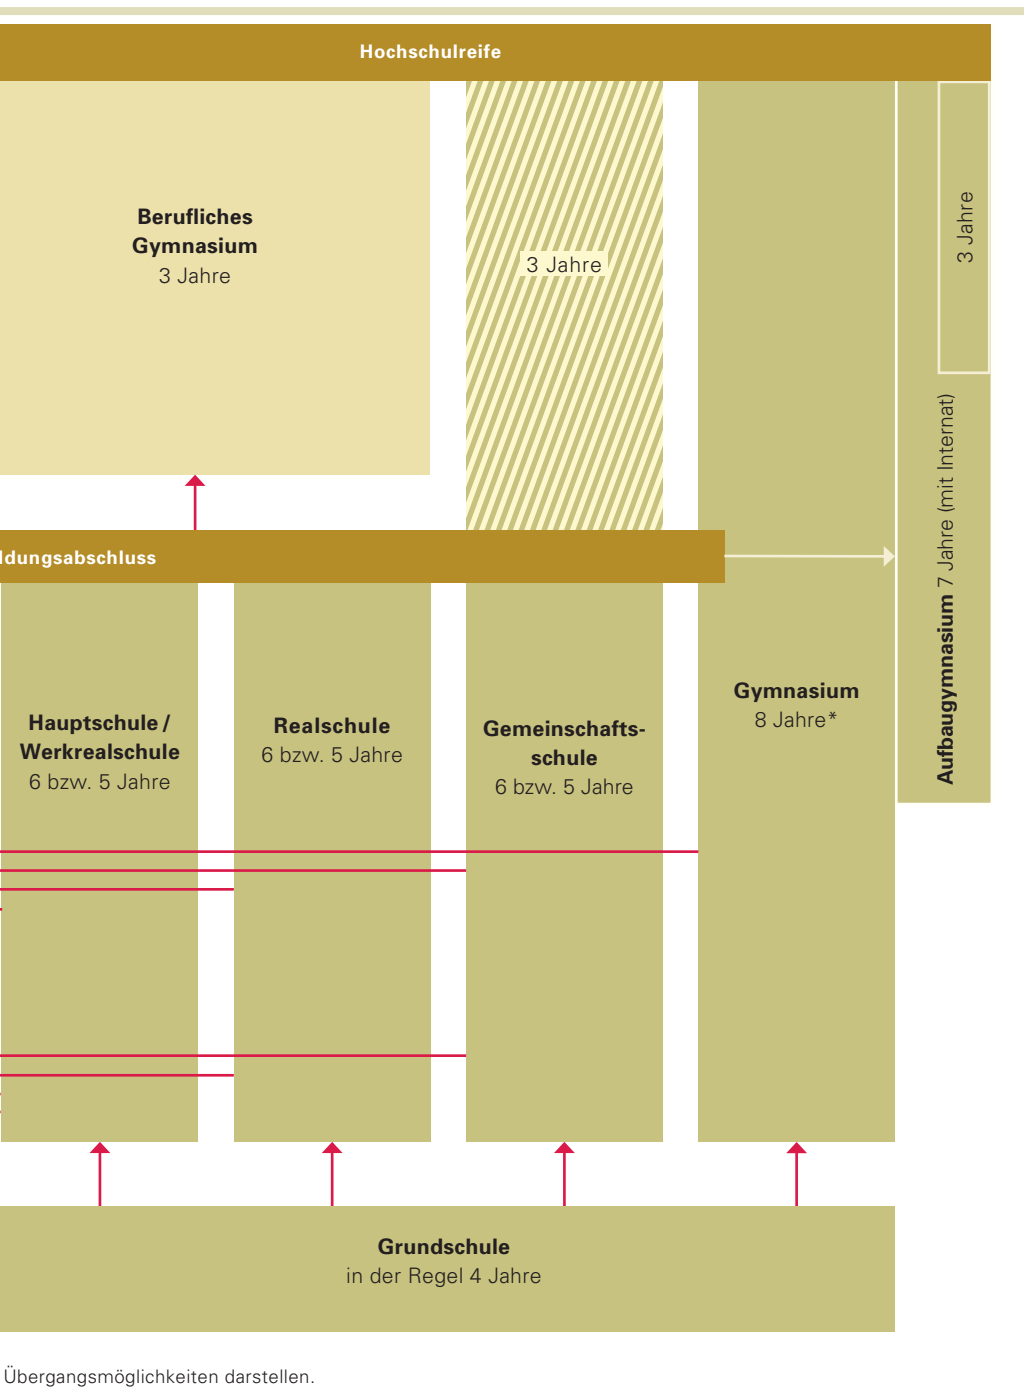 Hochschulreife
Berufliches
Gymnasium
3 Jahre
3 Jahre
3 Jahre
ldungsabschluss
Hauptschule /
Werkrealschule
6 bzw. 5 Jahre
Realschule
6 bzw. 5 Jahre
Gemeinschafts-
schule
6 bzw. 5 Jahre
Gymnasium
8 Jahre*
Aufbaugymnasium 7 Jahre (mit Internat)
Grundschule
in der Regel 4 Jahre
Übergangsmöglichkeiten darstellen.